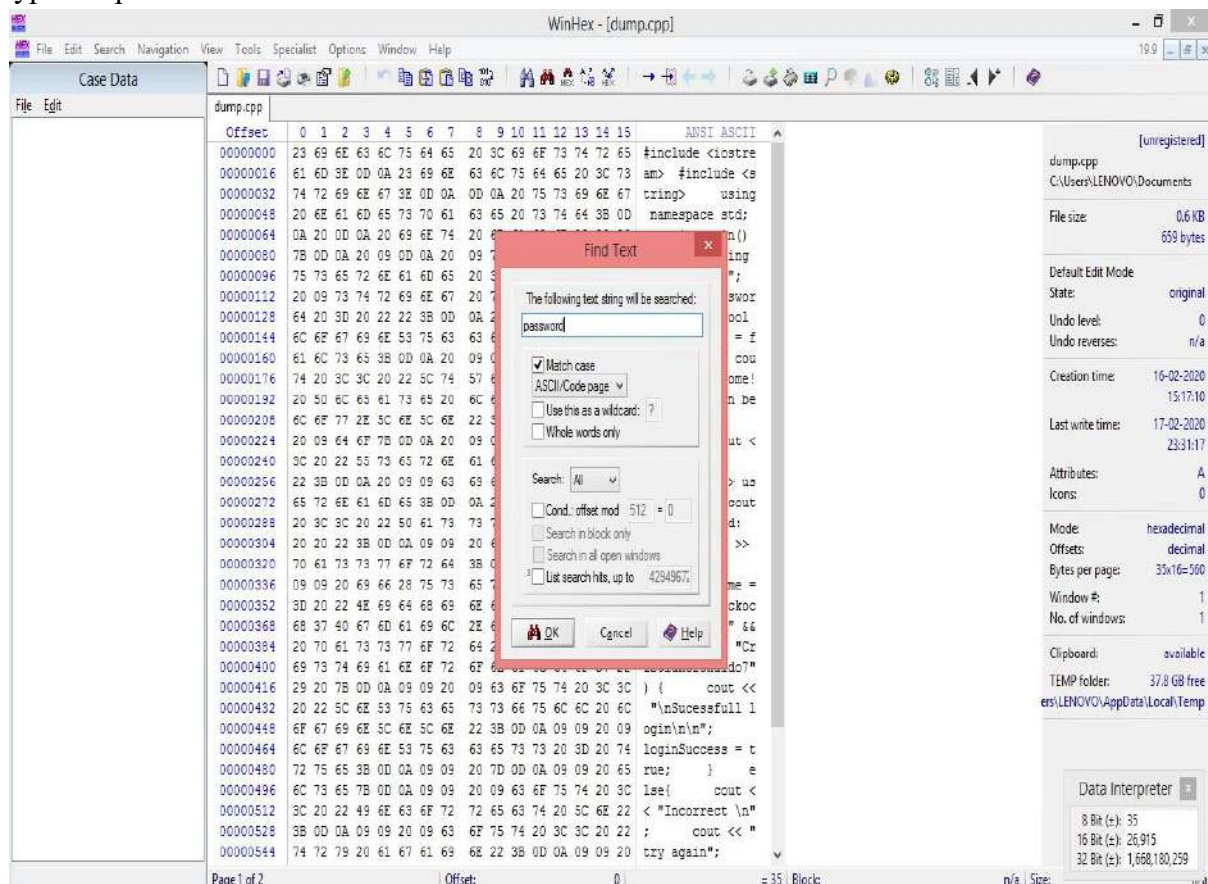 WinHex - [dump.cpp]
File Edit Search Navigation View Tools Specialist Options Window Help
19.9
Case Data
File Edit
dump.cpp
Offset 0 1 2 3 4 5 6 7 8 9 10 11 12 13 14 15 ANSI ASCII
00000000 23 69 6E 63 6C 75 64 65 20 3C 69 6F 73 74 72 65 #include <iostre
00000016 61 6D 3E 0D 0A 23 69 6E 63 6C 75 64 65 20 3C 73 am> #include <s
00000032 74 72 69 6E 67 3E 0D 0A 0D 0A 20 75 73 69 6E 67 tring> using
00000048 20 6E 61 6D 65 73 70 61 63 65 20 73 74 64 3B 0D namespace std;
00000064 0A 20 0D 0A 20 69 6E 74 20 n()
00000080 7B 0D 0A 20 09 0D 0A 20 09 ing
00000096 75 73 65 72 6E 61 6D 65 20 ";
00000112 20 09 73 74 72 69 6E 67 20 swor
00000128 64 20 3D 20 22 22 3B 0D 0A ool
00000144 6C 6F 67 69 6E 53 75 63 63 = f
00000160 61 6C 73 65 3B 0D 0A 20 09 cou
00000176 74 20 3C 3C 20 22 5C 74 57 ome!
00000192 20 50 6C 65 61 73 65 20 6C n be
00000208 6C 6F 77 2E 5C 6E 5C 6E 22
00000224 20 09 64 6F 7B 0D 0A 20 09 ut <
00000240 3C 20 22 55 73 65 72 6E 61
00000256 22 3B 0D 0A 20 09 09 63 69 > us
00000272 65 72 6E 61 6D 65 3B 0D 0A cout
00000288 20 3C 3C 20 22 50 61 73 73 d:
00000304 20 20 22 3B 0D 0A 09 09 20 >>
00000320 70 61 73 73 77 6F 72 64 3B
00000336 09 09 20 69 66 28 75 73 65 me =
00000352 3D 20 22 4E 69 64 68 69 6E ckoc
00000368 68 37 40 67 6D 61 69 6C 2E " &&
00000384 20 70 61 73 73 77 6F 72 64 "Cr
00000400 69 73 74 69 61 6E 6F 72 6F do7"
00000416 29 20 7B 0D 0A 09 09 20 09 63 6F 75 74 20 3C 3C ) { cout <<
00000432 20 22 5C 6E 53 75 63 65 73 73 66 75 6C 6C 20 6C "\nSucessfull l
00000448 6F 67 69 6E 5C 6E 5C 6E 22 3B 0D 0A 09 09 20 09 ogin\n\n";
00000464 6C 6F 67 69 6E 53 75 63 63 65 73 73 20 3D 20 74 loginSuccess = t
00000480 72 75 65 3B 0D 0A 09 09 20 7D 0D 0A 09 09 20 65 rue; } e
00000496 6C 73 65 7B 0D 0A 09 09 20 09 63 6F 75 74 20 3C lse{ cout <
00000512 3C 20 22 49 6E 63 6F 72 72 65 63 74 20 5C 6E 22 < "Incorrect \n"
00000528 3B 0D 0A 09 09 20 09 63 6F 75 74 20 3C 3C 20 22 ; cout << "
00000544 74 72 79 20 61 67 61 69 6E 22 3B 0D 0A 09 09 20 try again";
Find Text
The following text string will be searched:
password
Match case
ASCII/Code page
Use this as a wildcard: ?
Whole words only
Search: All
Cond.: offset mod 512 = 0
Search in block only
Search in all open windows
List search hits, up to 4294967
OK Cancel Help
[unregistered]
dump.cpp
C:\Users\LENOVO\Documents
File size: 0.6 KB
659 bytes
Default Edit Mode
State: original
Undo level: 0
Undo reverses: n/a
Creation time: 16-02-2020
15:17:10
Last write time: 17-02-2020
23:31:17
Attributes: A
Icons: 0
Mode: hexadecimal
Offsets: decimal
Bytes per page: 35x16=560
Window #: 1
No. of windows: 1
Clipboard: available
TEMP folder: 37.8 GB free
ers\LENOVO\AppData\Local\Temp
Data Interpreter
8 Bit (±): 35
16 Bit (±): 26,915
32 Bit (±): 1,668,180,259
Page 1 of 2 Offset: 0 = 35 Block: n/a Size: